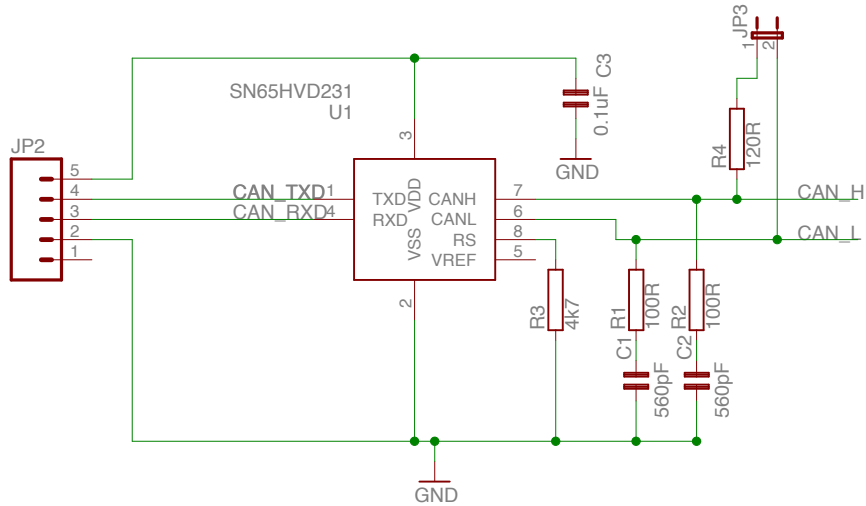 JP3
1
2
SN65HVD231
U1
C3
0.1uF
GND
3
R4
120R
JP2
5
4
3
2
1
CAN_TXD
1
CAN_RXD
4
TXD
RXD
VDD
VSS
CANH
CANL
RS
VREF
7
6
8
5
2
CAN_H
CAN_L
R3
4k7
R1
100R
R2
100R
C1
560pF
C2
560pF
GND